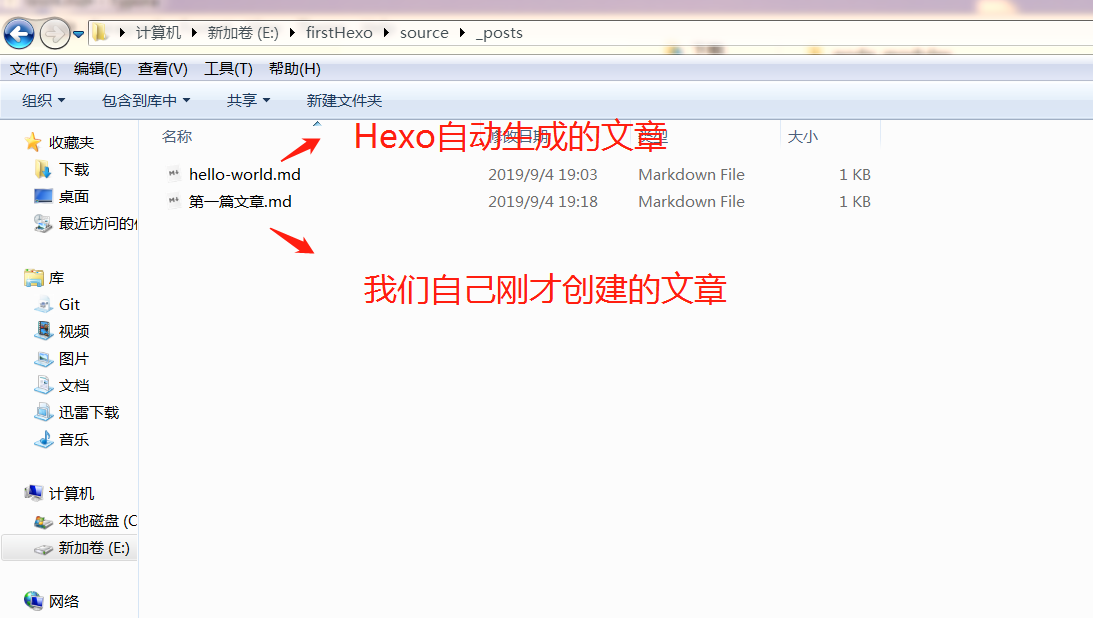 计算机 新加卷 (E:) firstHexo source _posts
文件(F) 编辑(E) 查看(V) 工具(T) 帮助(H)
组织 包含到库中 共享 新建文件夹
收藏夹
下载
桌面
最近访问的
库
Git
视频
图片
文档
迅雷下载
音乐
计算机
本地磁盘 (C
新加卷 (E:)
网络
名称 修改日期 类型 大小
Hexo自动生成的文章
hello-world.md 2019/9/4 19:03 Markdown File 1 KB
第一篇文章.md 2019/9/4 19:18 Markdown File 1 KB
我们自己刚才创建的文章